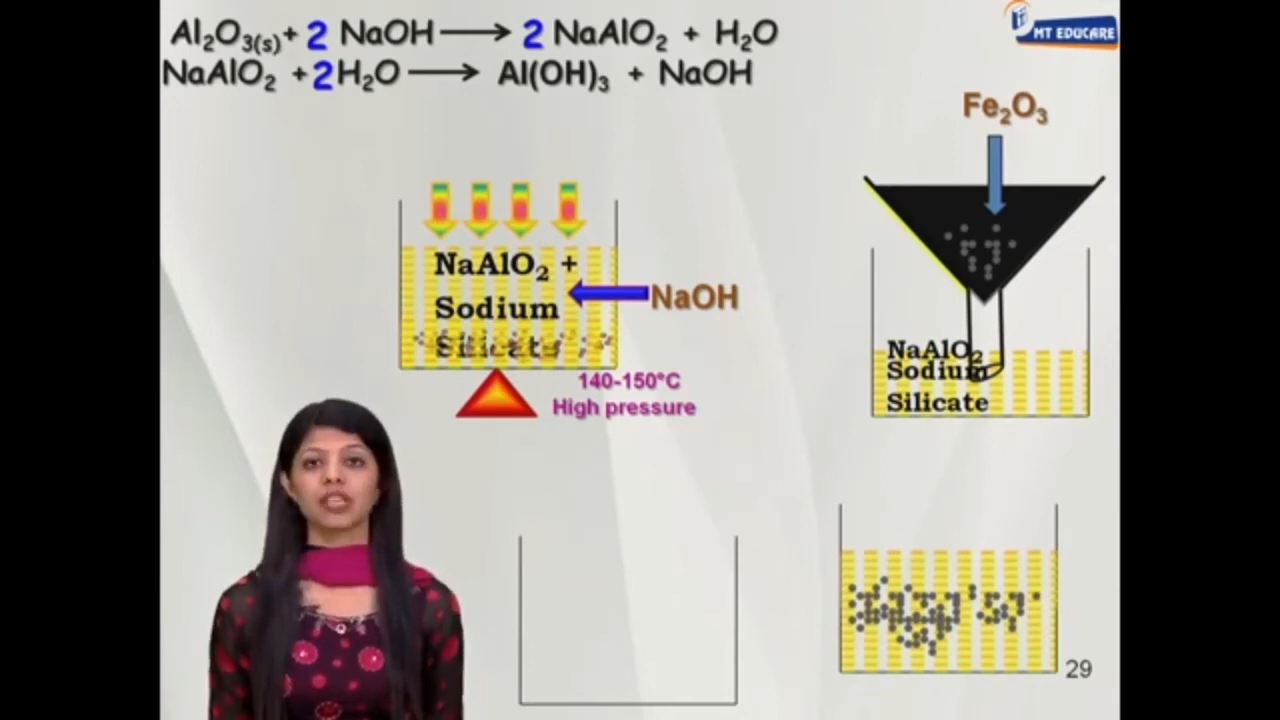 Al₂O₃(s)+ 2 NaOH ⟶ 2 NaAlO₂ + H₂O
NaAlO₂ +2H₂O ⟶ Al(OH)₃ + NaOH
MT EDUCARE
Fe₂O₃
NaAlO₂ +
Sodium
Silicate
NaOH
140-150°C
High pressure
NaAlO₂
Sodium
Silicate
29